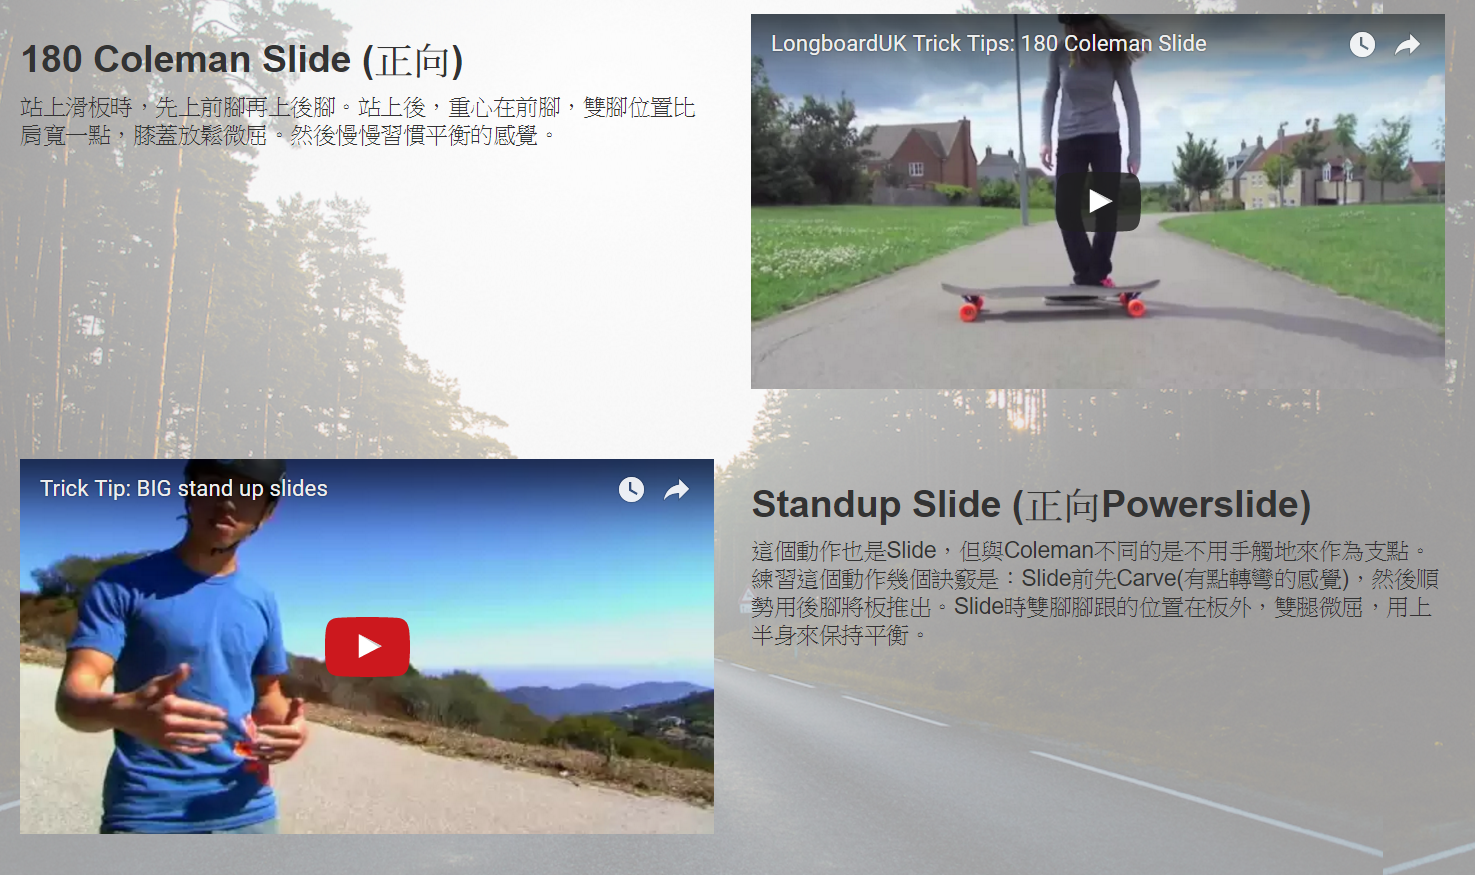 180 Coleman Slide (正向)
站上滑板時，先上前腳再上後腳。站上後，重心在前腳，雙腳位置比
肩寬一點，膝蓋放鬆微屈。然後慢慢習慣平衡的感覺。
LongboardUK Trick Tips: 180 Coleman Slide
Trick Tip: BIG stand up slides
Standup Slide (正向Powerslide)
這個動作也是Slide，但與Coleman不同的是不用手觸地來作為支點。
練習這個動作幾個訣竅是：Slide前先Carve(有點轉彎的感覺)，然後順
勢用後腳將板推出。Slide時雙腳腳跟的位置在板外，雙腿微屈，用上
半身來保持平衡。